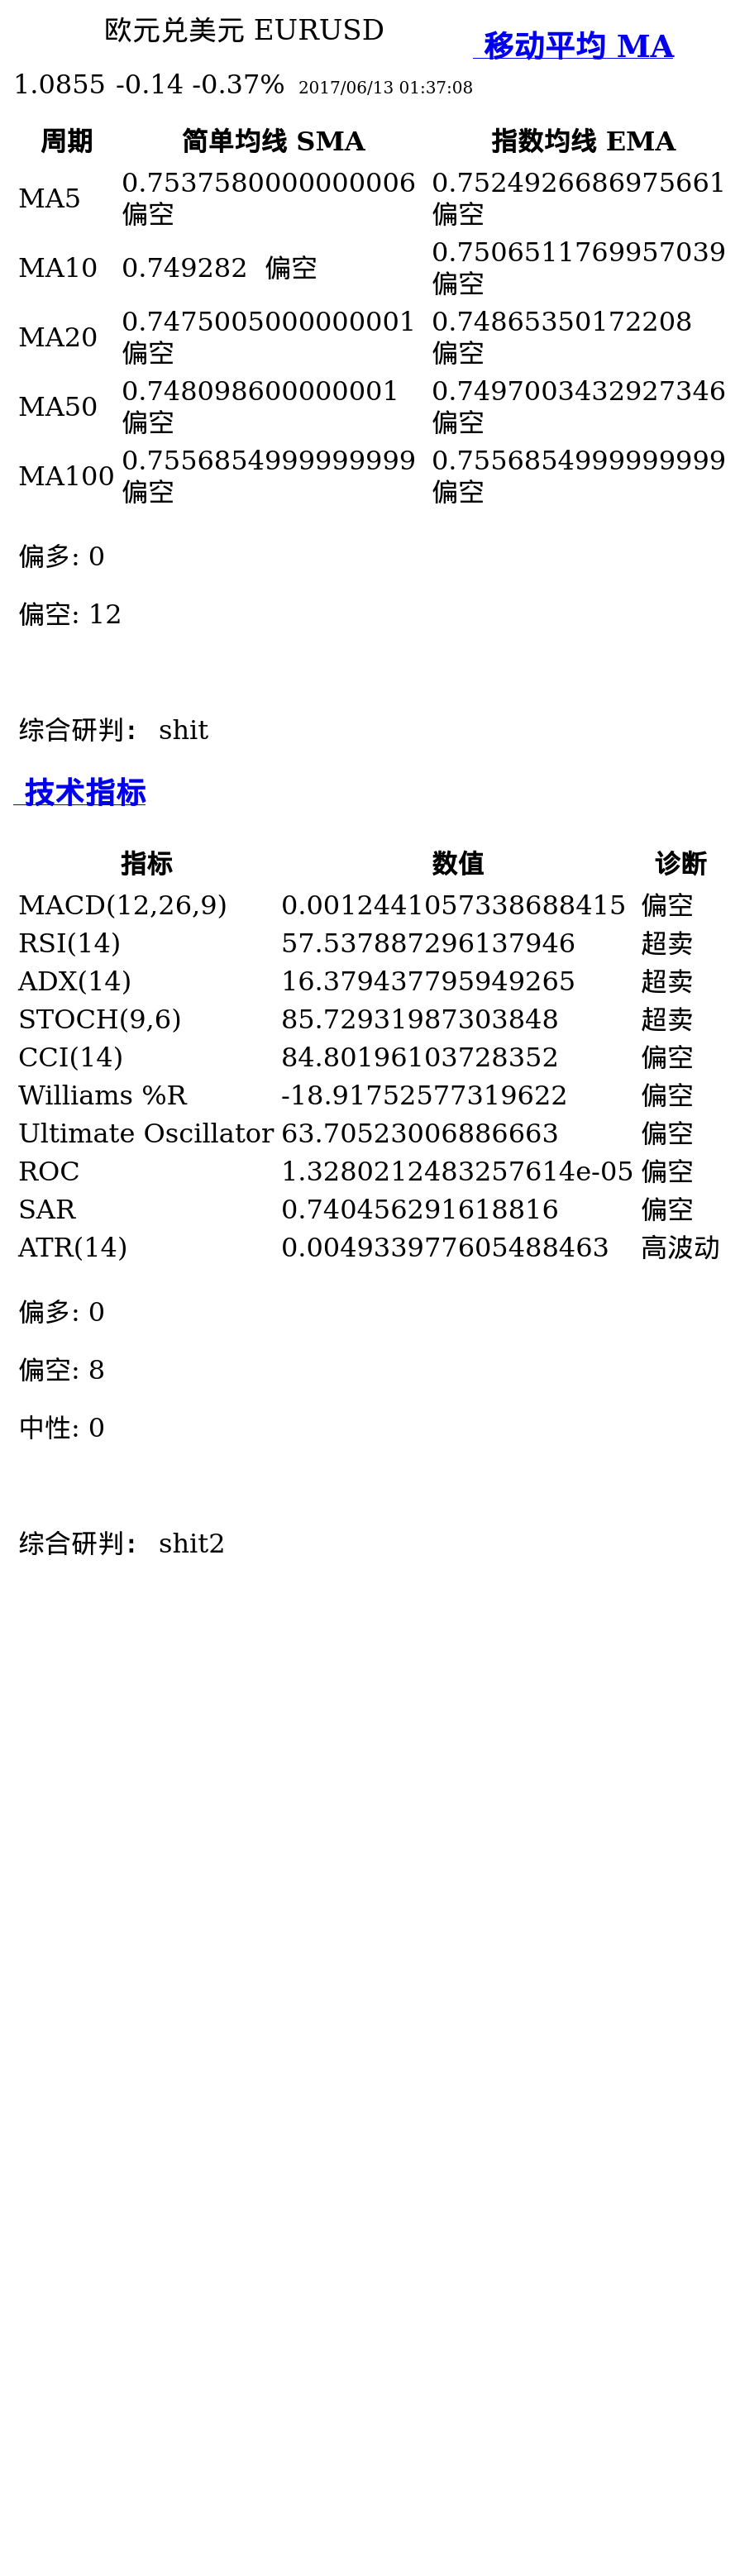 欧元兑美元 EURUSD
移动平均 MA
1.0855 -0.14 -0.37% 2017/06/13 01:37:08
周期 简单均线 SMA 指数均线 EMA
MA5 0.7537580000000006 偏空 0.7524926686975661 偏空
MA10 0.749282 偏空 0.7506511769957039 偏空
MA20 0.7475005000000001 偏空 0.74865350172208 偏空
MA50 0.748098600000001 偏空 0.7497003432927346 偏空
MA100 0.7556854999999999 偏空 0.7556854999999999 偏空
偏多: 0
偏空: 12
综合研判: shit
技术指标
指标 数值 诊断
MACD(12,26,9) 0.0012441057338688415 偏空
RSI(14) 57.537887296137946 超卖
ADX(14) 16.379437795949265 超卖
STOCH(9,6) 85.72931987303848 超卖
CCI(14) 84.80196103728352 偏空
Williams %R -18.91752577319622 偏空
Ultimate Oscillator 63.70523006886663 偏空
ROC 1.3280212483257614e-05 偏空
SAR 0.740456291618816 偏空
ATR(14) 0.004933977605488463 高波动
偏多: 0
偏空: 8
中性: 0
综合研判: shit2